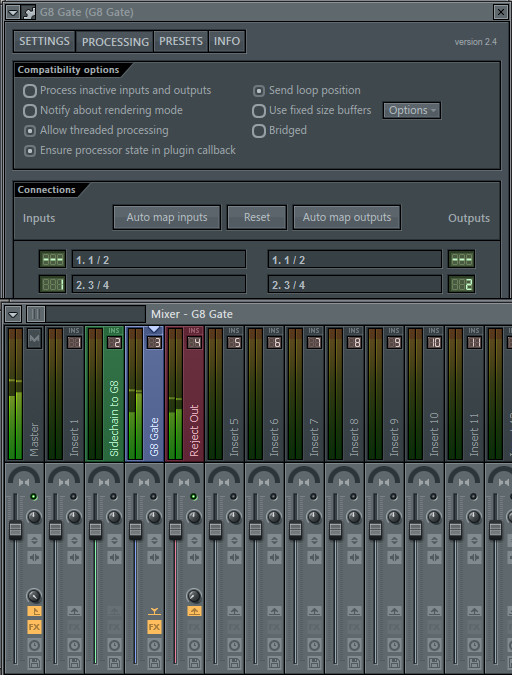 G8 Gate (G8 Gate)
SETTINGS PROCESSING PRESETS INFO
version 2.4
Compatibility options
Process inactive inputs and outputs
Send loop position
Notify about rendering mode
Use fixed size buffers
Options
Allow threaded processing
Bridged
Ensure processor state in plugin callback
Connections
Inputs
Auto map inputs
Reset
Auto map outputs
Outputs
---
1. 1 / 2
1. 1 / 2
---
1
2. 3 / 4
2. 3 / 4
2
Mixer - G8 Gate
INS INS INS INS INS INS INS INS INS INS INS
1 2 3 4 5 6 7 8 9 10 11
Master
Insert 1
Sidechain to G8
G8 Gate
Reject Out
Insert 5
Insert 6
Insert 7
Insert 8
Insert 9
Insert 10
Insert 11
FX FX